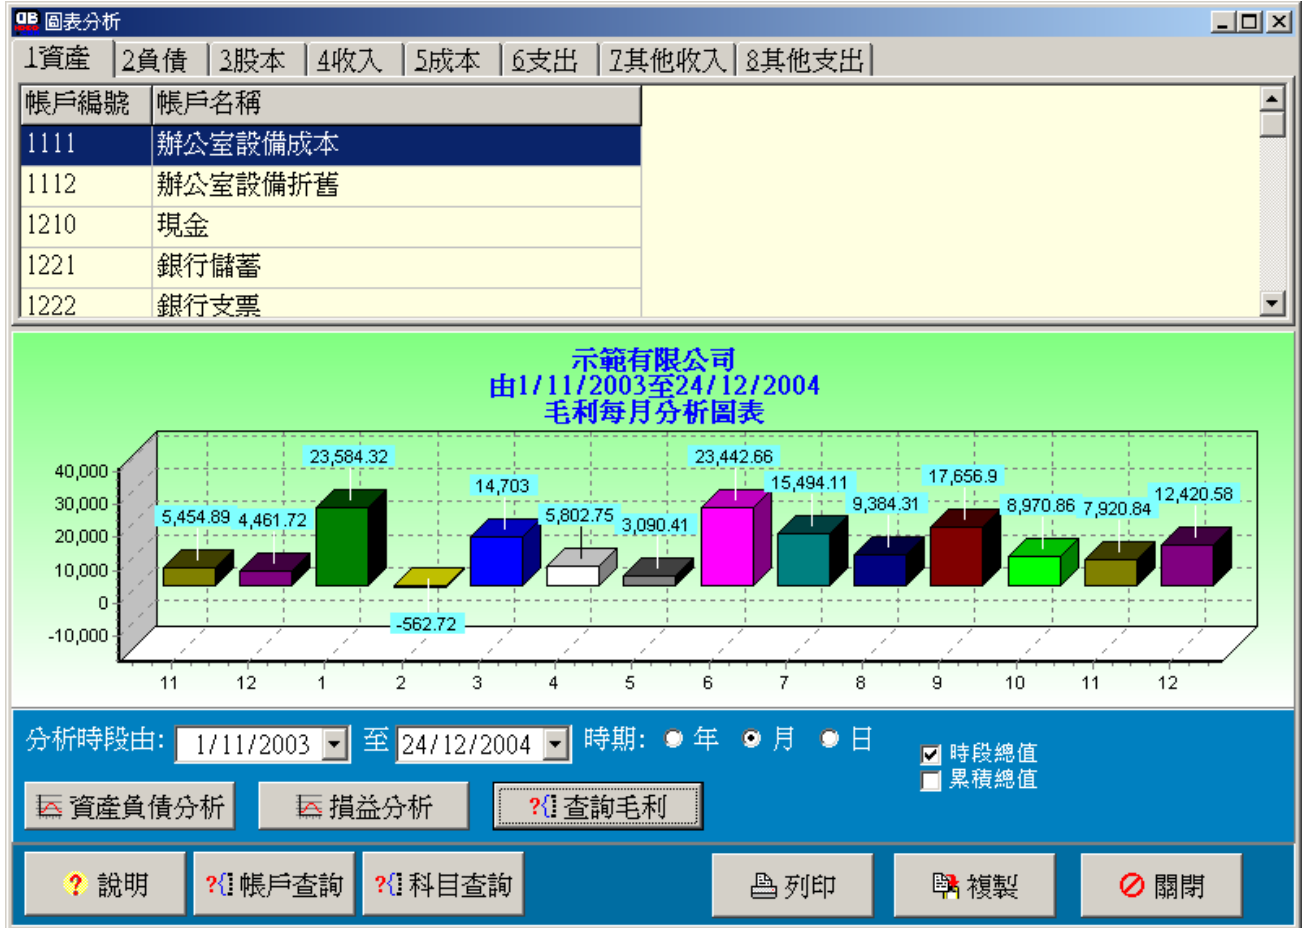 圖表分析
1資產 2負債 3股本 4收入 5成本 6支出 7其他收入 8其他支出
帳戶編號 帳戶名稱
1111 辦公室設備成本
1112 辦公室設備折舊
1210 現金
1221 銀行儲蓄
1222 銀行支票
示範有限公司
由1/11/2003至24/12/2004
毛利每月分析圖表
40,000
30,000
20,000
10,000
0
-10,000
5,454.89 4,461.72 23,584.32 -562.72 14,703 5,802.75 3,090.41 23,442.66 15,494.11 9,384.31 17,656.9 8,970.86 7,920.84 12,420.58
11 12 1 2 3 4 5 6 7 8 9 10 11 12
分析時段由: 1/11/2003 至 24/12/2004 時期: 年 月 日
時段總值
累積總值
資產負債分析 損益分析 ?{ 查詢毛利
? 說明 ?{ 帳戶查詢 ?{ 科目查詢 列印 複製 關閉